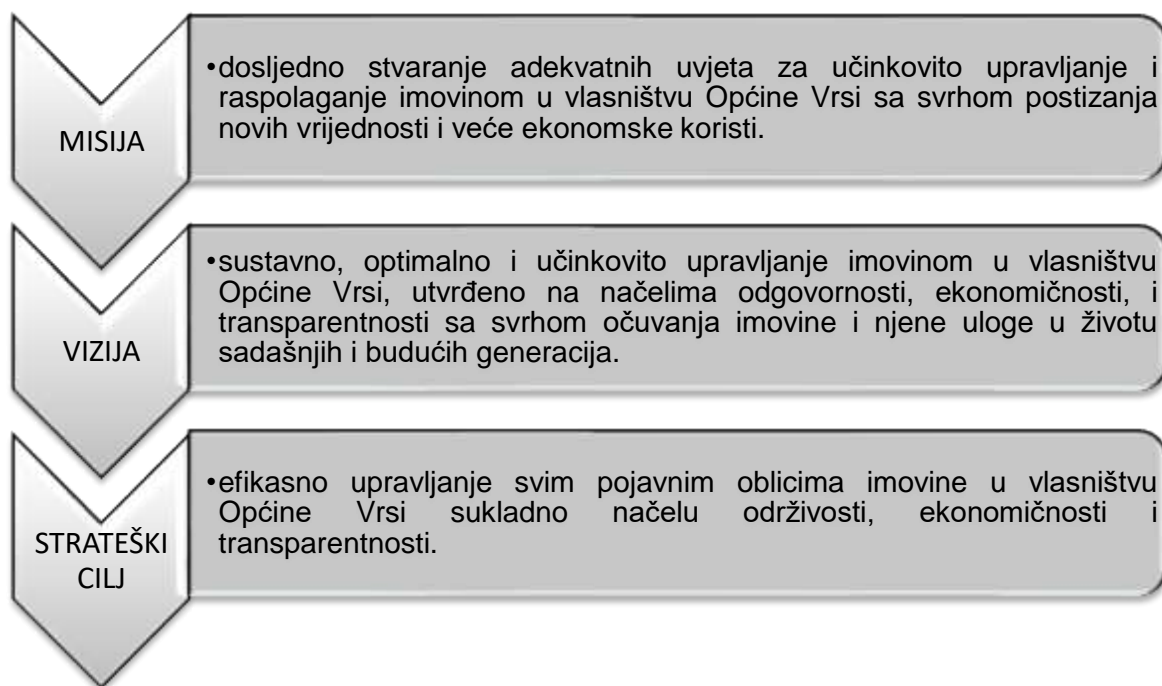 MISIJA
•dosljedno stvaranje adekvatnih uvjeta za učinkovito upravljanje i
raspolaganje imovinom u vlasništvu Općine Vrsi sa svrhom postizanja
novih vrijednosti i veće ekonomske koristi.
VIZIJA
•sustavno, optimalno i učinkovito upravljanje imovinom u vlasništvu
Općine Vrsi, utvrđeno na načelima odgovornosti, ekonomičnosti, i
transparentnosti sa svrhom očuvanja imovine i njene uloge u životu
sadašnjih i budućih generacija.
STRATEŠKI
CILJ
•efikasno upravljanje svim pojavnim oblicima imovine u vlasništvu
Općine Vrsi sukladno načelu održivosti, ekonomičnosti i
transparentnosti.